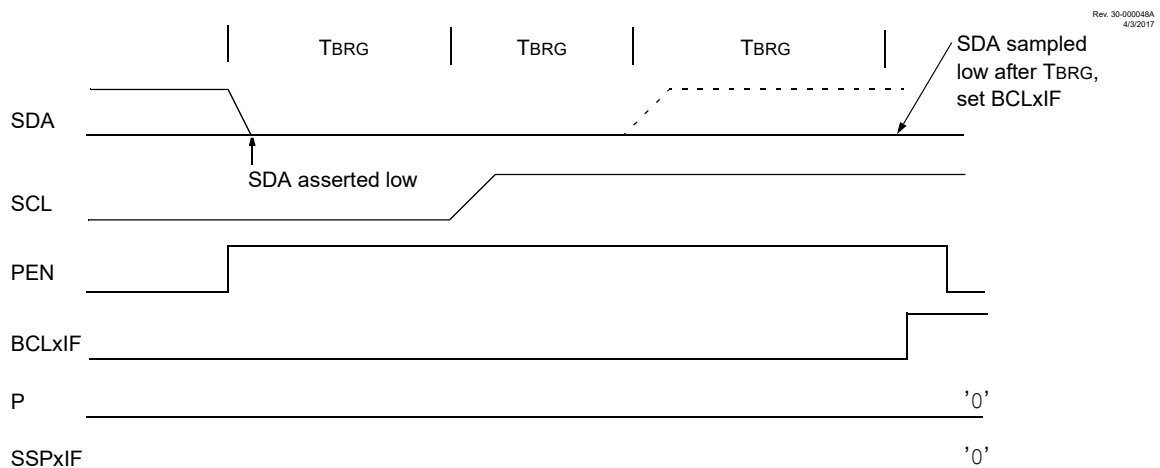 Rev. 30-000048A
4/3/2017
TBRG TBRG TBRG
SDA sampled
low after TBRG,
set BCLxIF
SDA
SDA asserted low
SCL
PEN
BCLxIF
P '0'
SSPxIF '0'